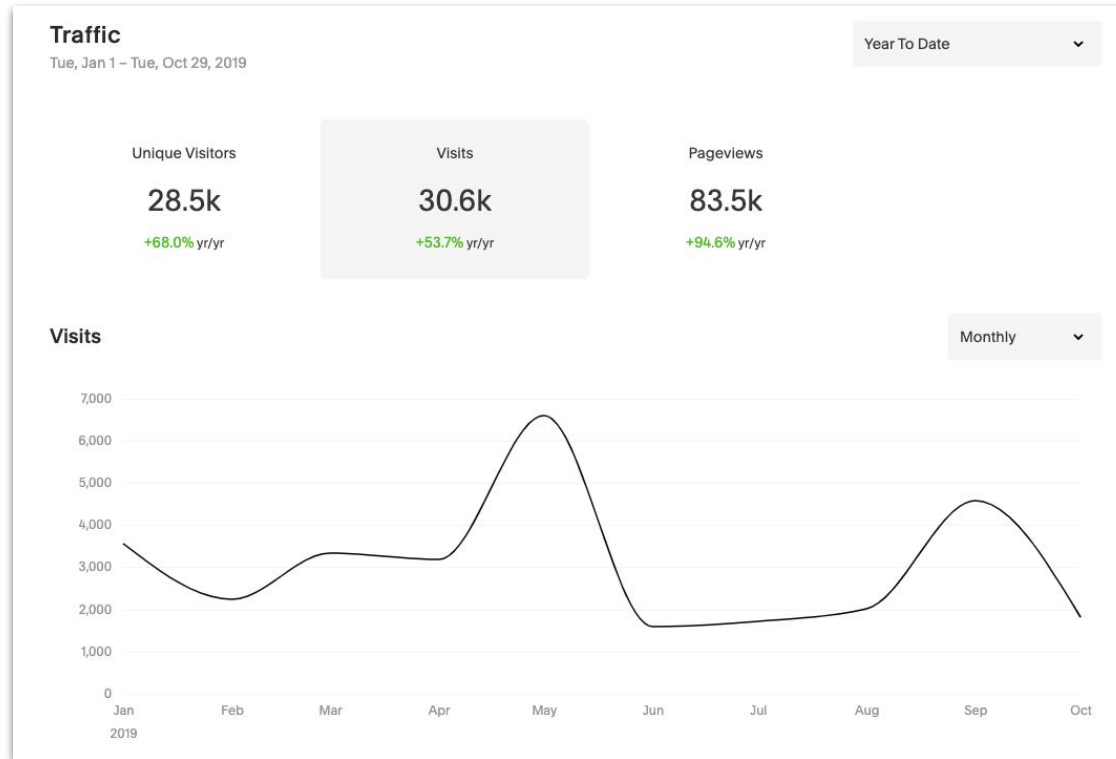 Traffic
Year To Date
Tue, Jan 1 – Tue, Oct 29, 2019
Unique Visitors
Visits
Pageviews
28.5k
30.6k
83.5k
+68.0% yr/yr
+53.7% yr/yr
+94.6% yr/yr
Visits
Monthly
7,000
6,000
5,000
4,000
3,000
2,000
1,000
0
Jan Feb Mar Apr May Jun Jul Aug Sep Oct
2019